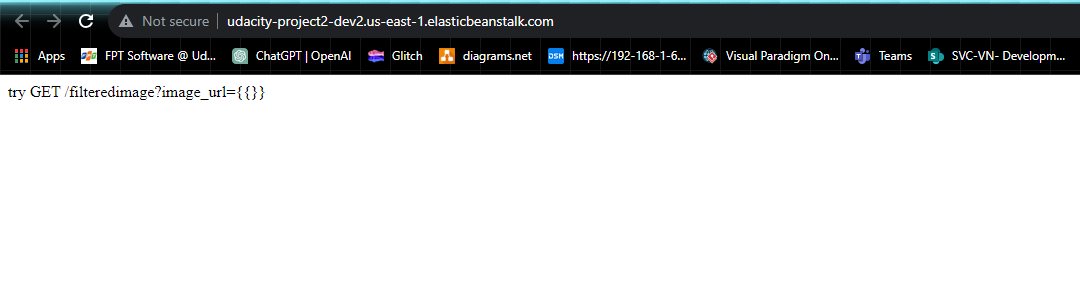 Not secure udacity-project2-dev2.us-east-1.elasticbeanstalk.com
Apps FPT Software @ Ud... ChatGPT | OpenAI Glitch diagrams.net DSM https://192-168-1-6... Visual Paradigm On... Teams SVC-VN- Developm...
try GET /filteredimage?image_url={{}}